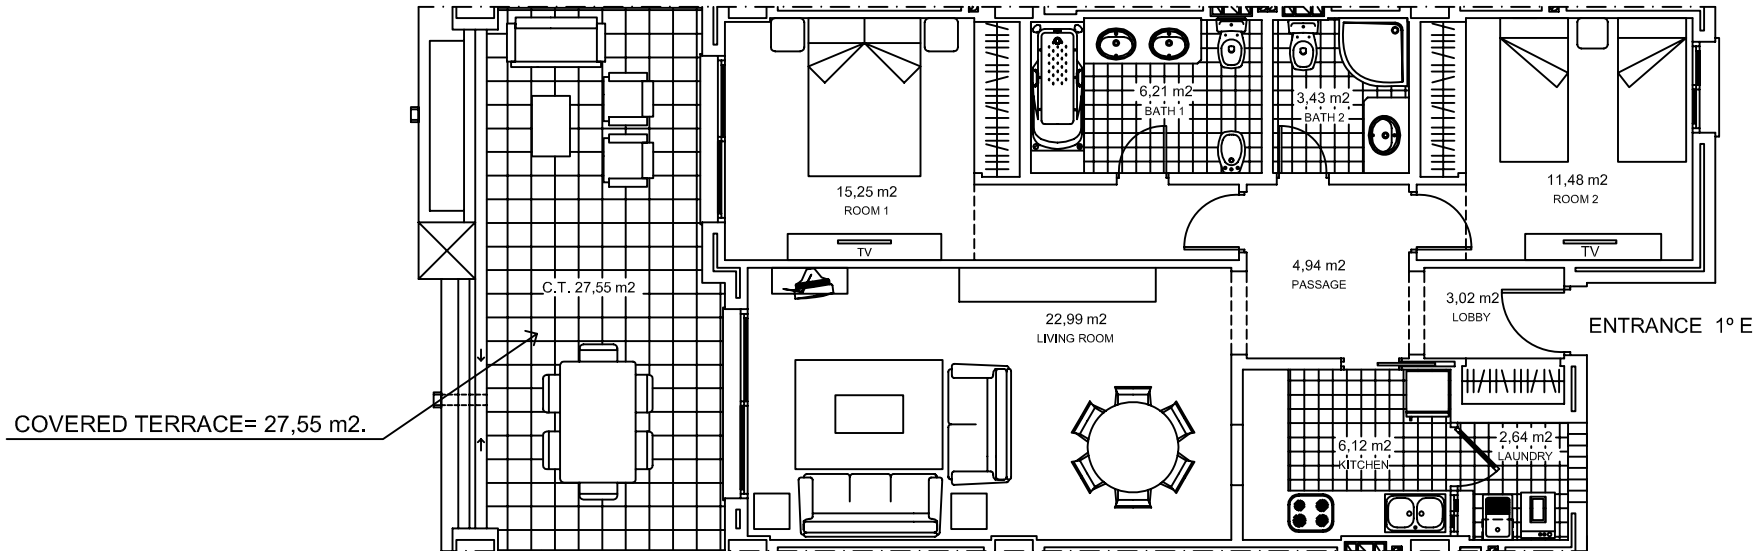 6,21 m2
BATH 1
3,43 m2
BATH 2
15,25 m2
ROOM 1
TV
11,48 m2
ROOM 2
TV
C.T. 27,55 m2
4,94 m2
PASSAGE
3,02 m2
LOBBY
ENTRANCE 1º E
22,99 m2
LIVING ROOM
COVERED TERRACE= 27,55 m2.
6,12 m2
KITCHEN
2,64 m2
LAUNDRY